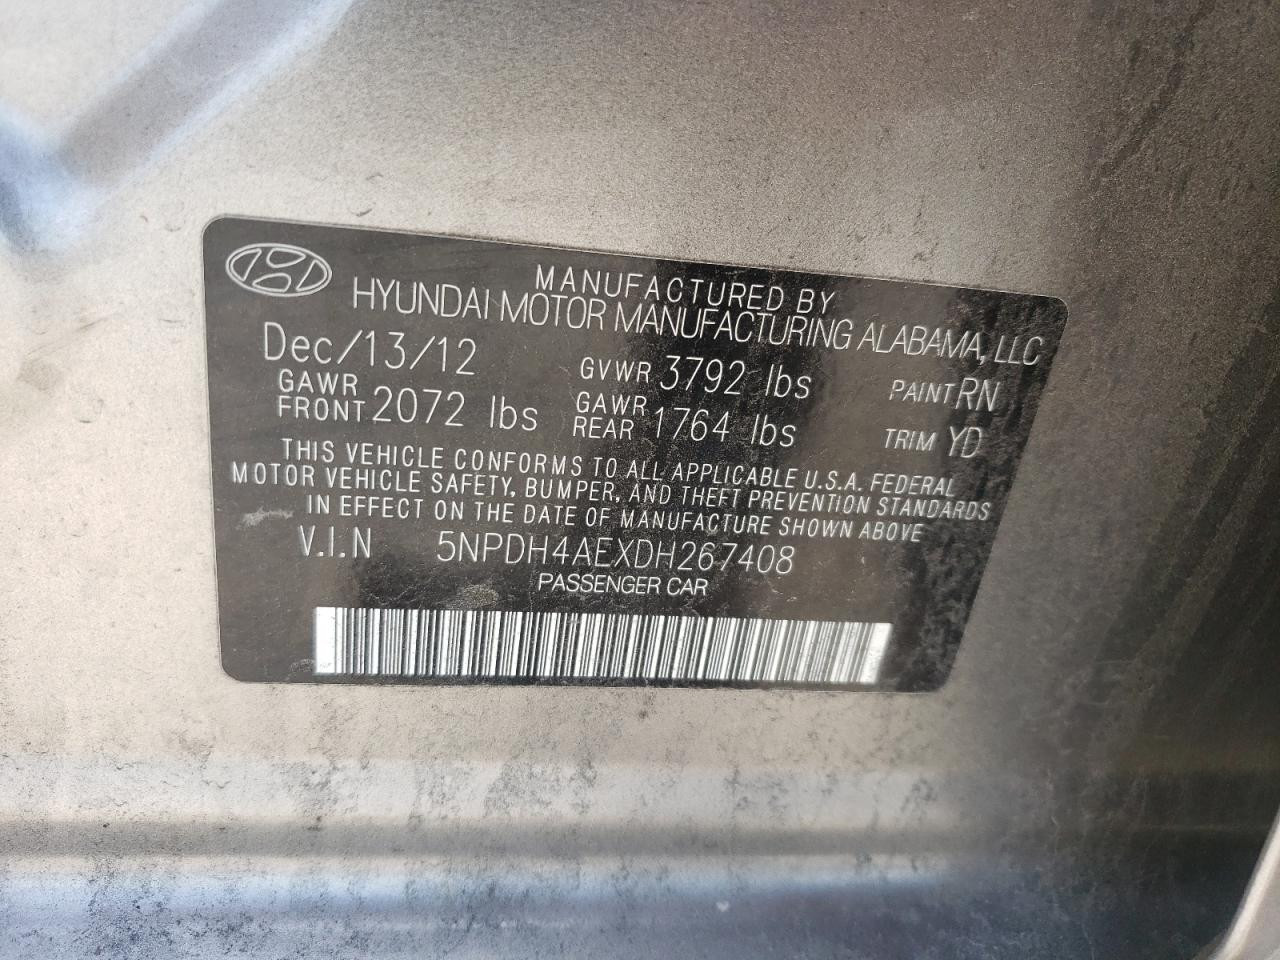 MANUFACTURED BY
HYUNDAI MOTOR MANUFACTURING ALABAMA, LLC
Dec/13/12 GVWR 3792 lbs PAINT RN
GAWR FRONT 2072 lbs GAWR REAR 1764 lbs TRIM YD
THIS VEHICLE CONFORMS TO ALL APPLICABLE U.S.A. FEDERAL
MOTOR VEHICLE SAFETY, BUMPER, AND THEFT PREVENTION STANDARDS
IN EFFECT ON THE DATE OF MANUFACTURE SHOWN ABOVE
V.I.N 5NPDH4AEXDH267408
PASSENGER CAR